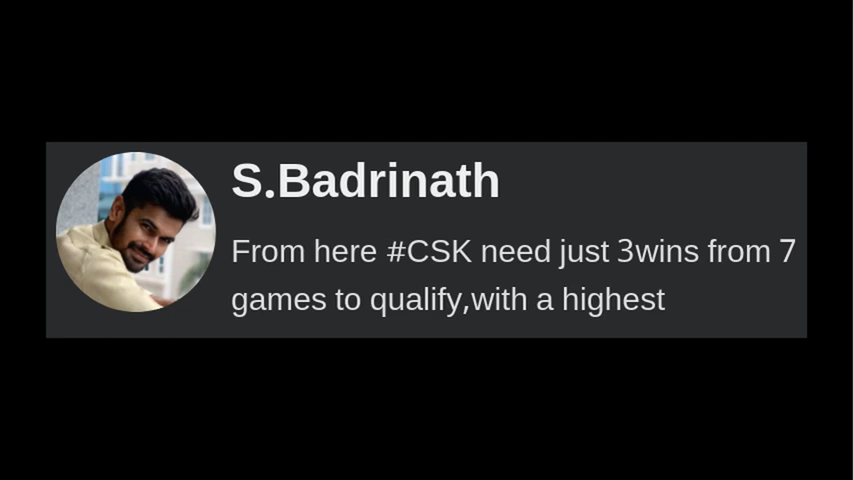 S.Badrinath
From here #CSK need just 3wins from 7
games to qualify,with a highest